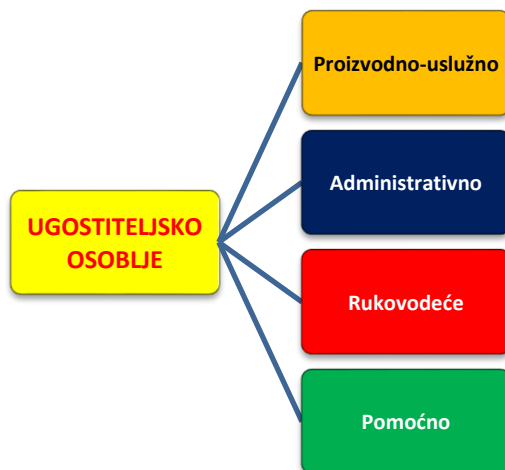 Proizvodno-uslužno
Administrativno
UGOSTITELJSKO
OSOBLJE
Rukovodeće
Pomoćno